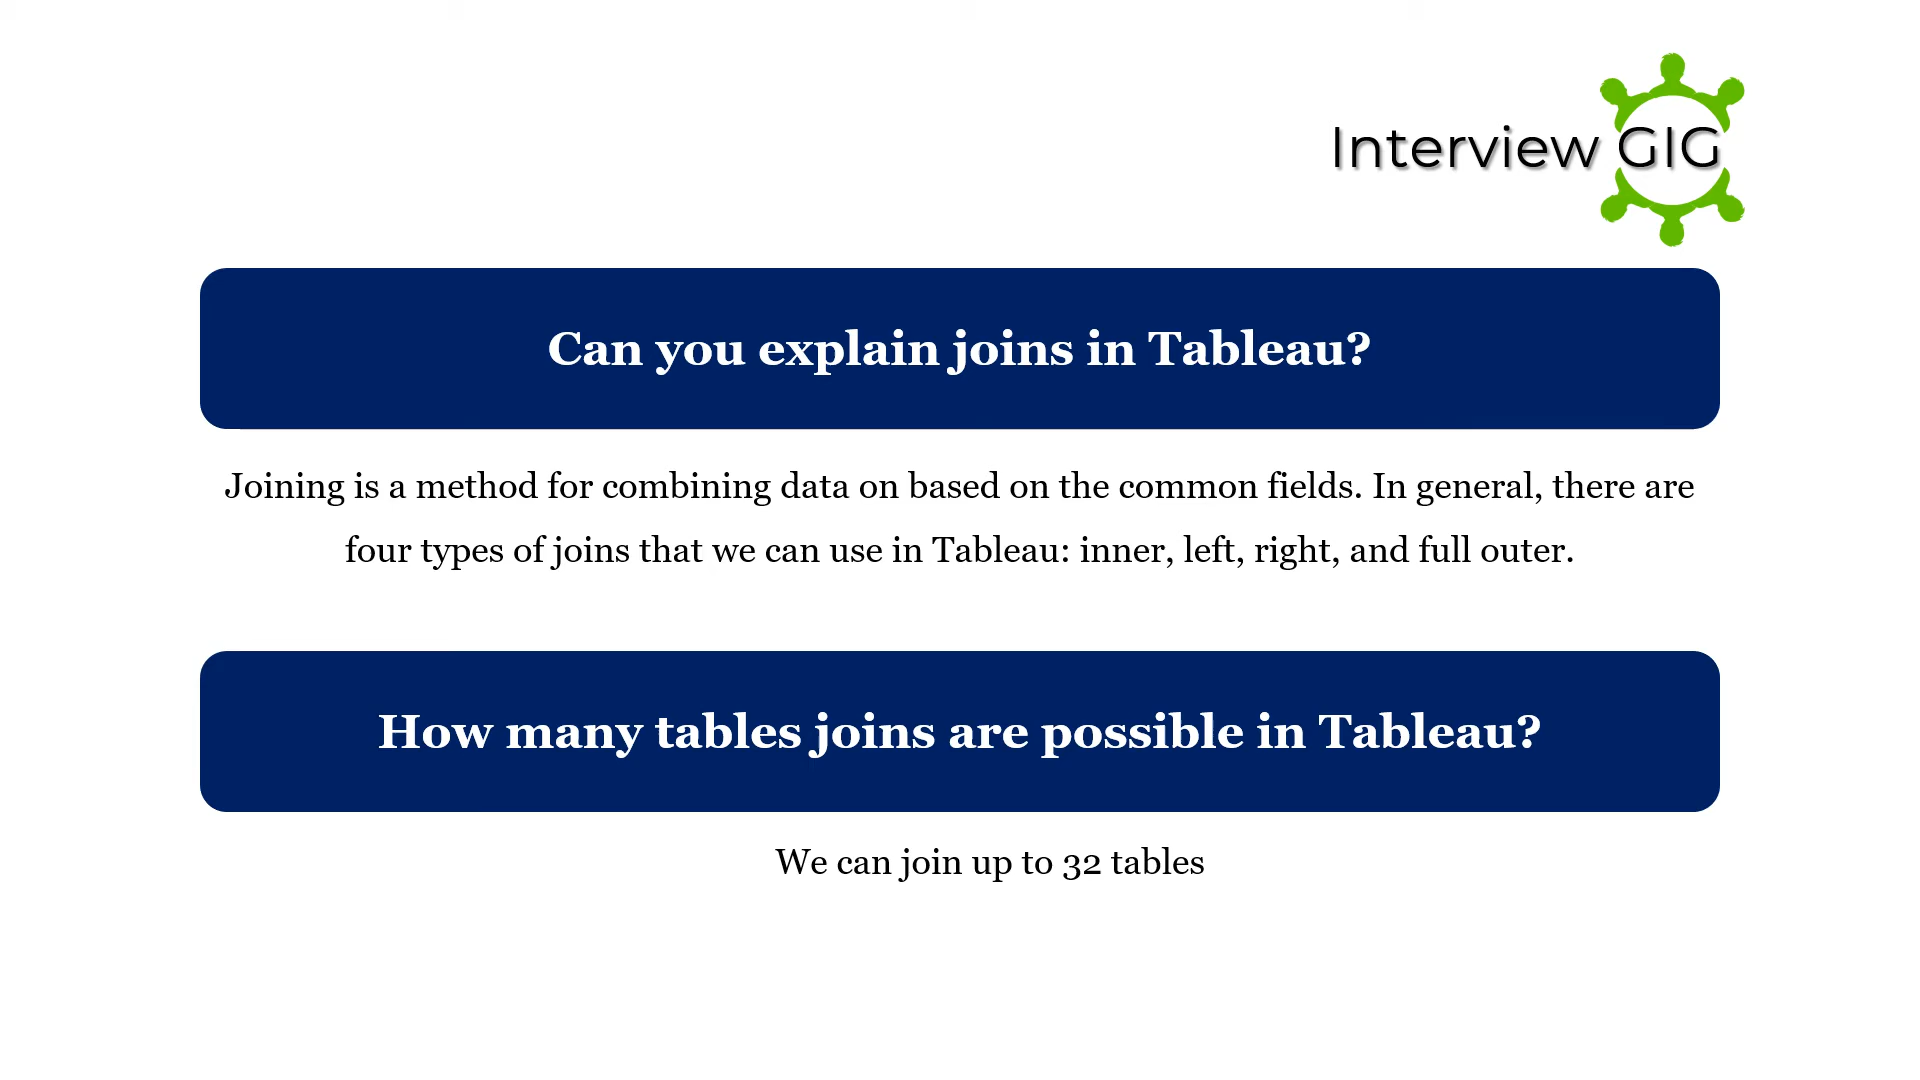 Interview GIG
Can you explain joins in Tableau?
Joining is a method for combining data on based on the common fields. In general, there are
four types of joins that we can use in Tableau: inner, left, right, and full outer.
How many tables joins are possible in Tableau?
We can join up to 32 tables